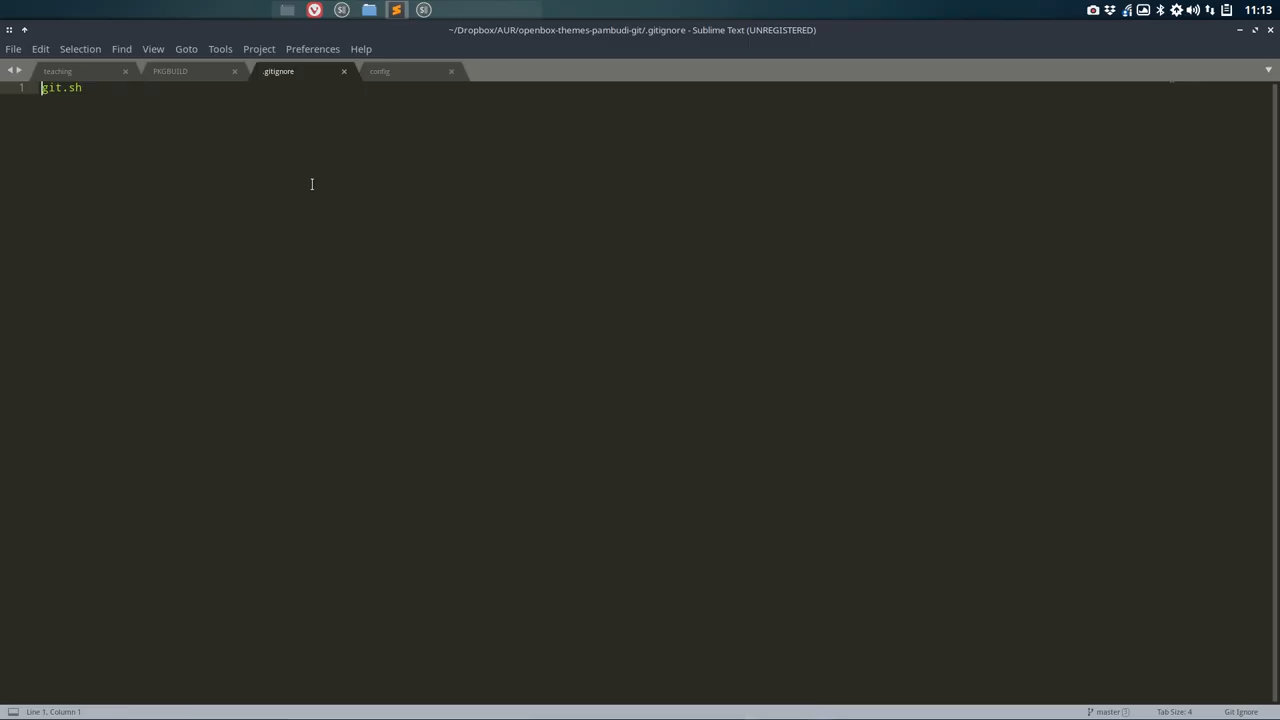 11:13
~/Dropbox/AUR/openbox-themes-pambudi-git/.gitignore - Sublime Text (UNREGISTERED)
File Edit Selection Find View Goto Tools Project Preferences Help
teaching PKGBUILD .gitignore config
1 git.sh
Line 1, Column 1 master 3 Tab Size: 4 Git Ignore